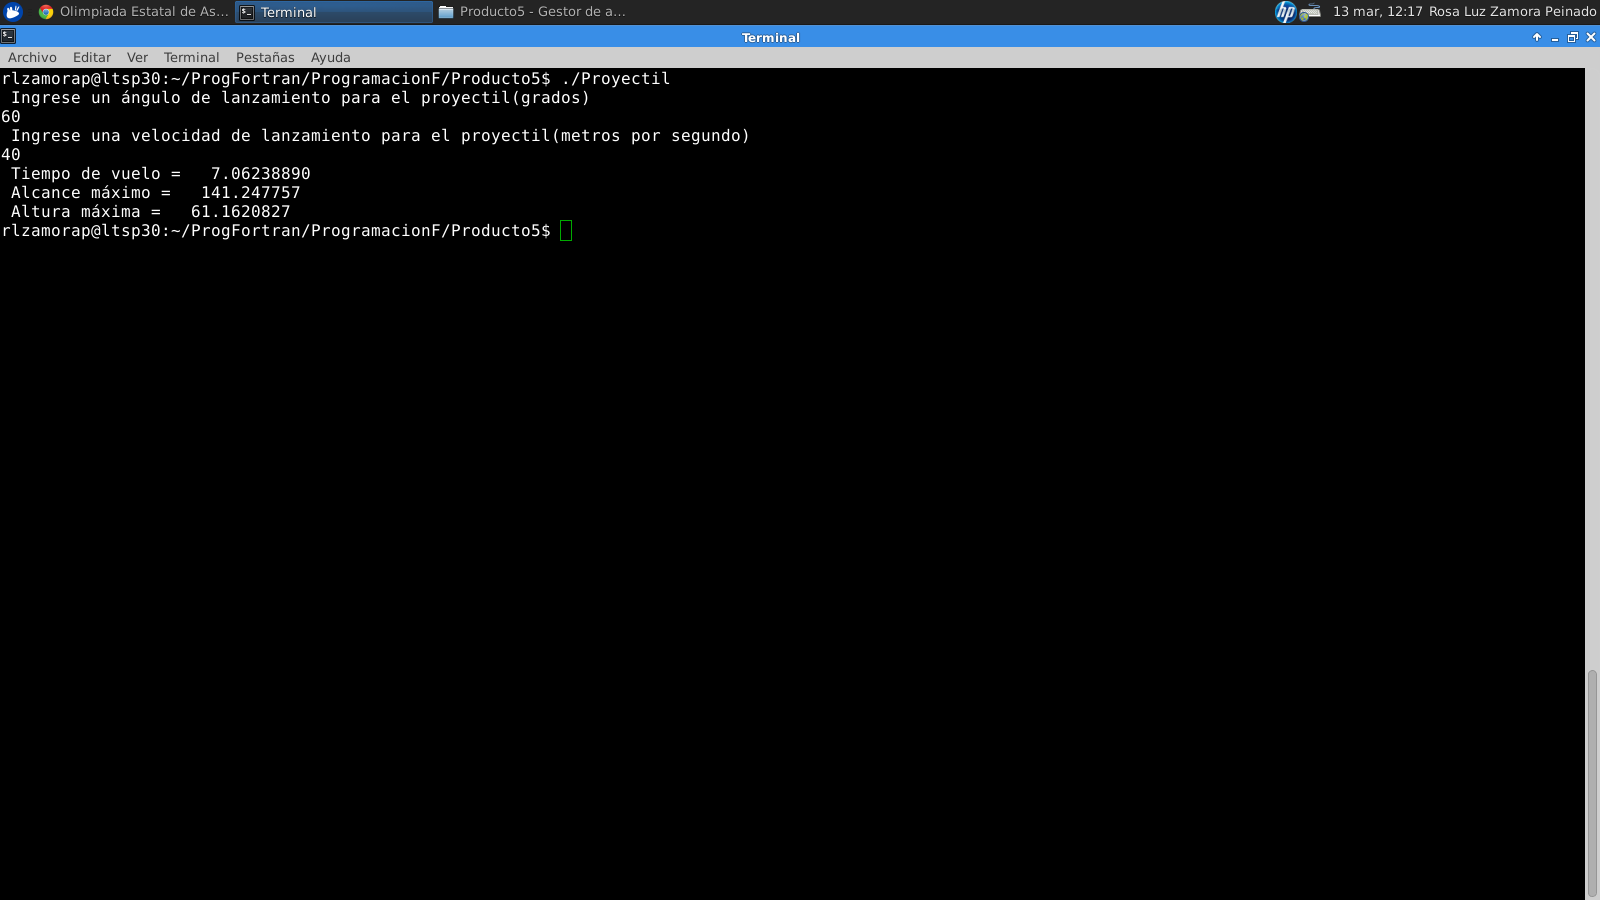 Olimpiada Estatal de As...
Terminal
Producto5 - Gestor de a...
hp
13 mar, 12:17
Rosa Luz Zamora Peinado
Terminal
Archivo Editar Ver Terminal Pestañas Ayuda
rlzamorap@ltsp30:~/ProgFortran/ProgramacionF/Producto5$ ./Proyectil
Ingrese un ángulo de lanzamiento para el proyectil(grados)
60
Ingrese una velocidad de lanzamiento para el proyectil(metros por segundo)
40
Tiempo de vuelo =   7.06238890
Alcance máximo =   141.247757
Altura máxima =   61.1620827
rlzamorap@ltsp30:~/ProgFortran/ProgramacionF/Producto5$